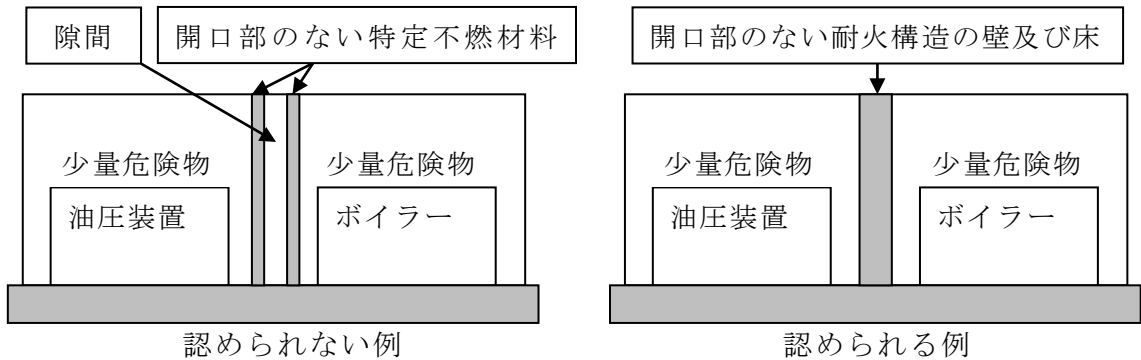 隙間
開口部のない特定不燃材料
少量危険物
油圧装置
少量危険物
ボイラー
認められない例
開口部のない耐火構造の壁及び床
少量危険物
油圧装置
少量危険物
ボイラー
認められる例